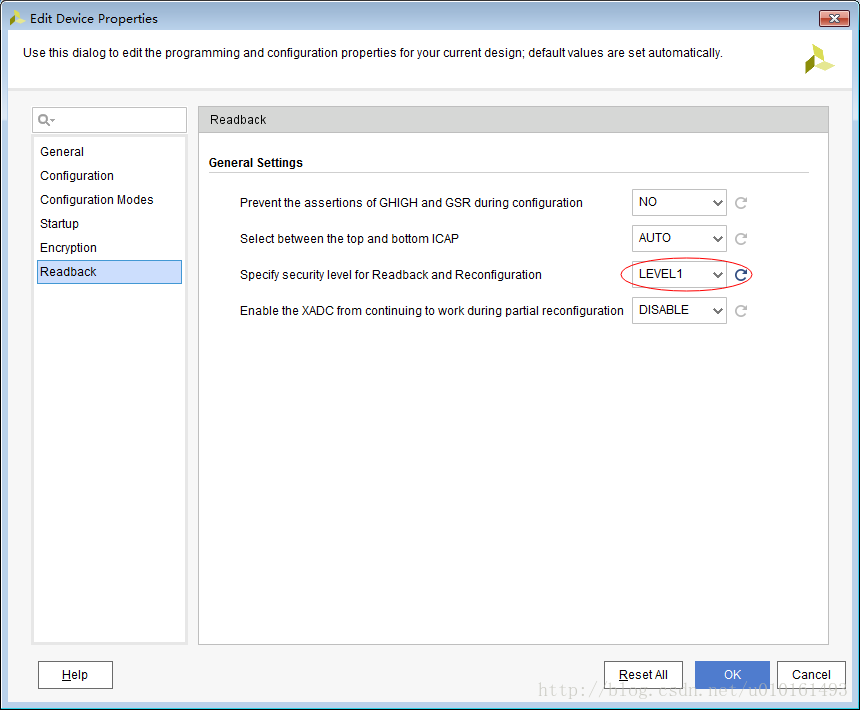 Edit Device Properties
Use this dialog to edit the programming and configuration properties for your current design; default values are set automatically.
Readback
General
Configuration
Configuration Modes
Startup
Encryption
Readback
General Settings
Prevent the assertions of GHIGH and GSR during configuration NO
Select between the top and bottom ICAP AUTO
Specify security level for Readback and Reconfiguration LEVEL1
Enable the XADC from continuing to work during partial reconfiguration DISABLE
Help Reset All OK Cancel
http://blog.csdn.net/u010161493